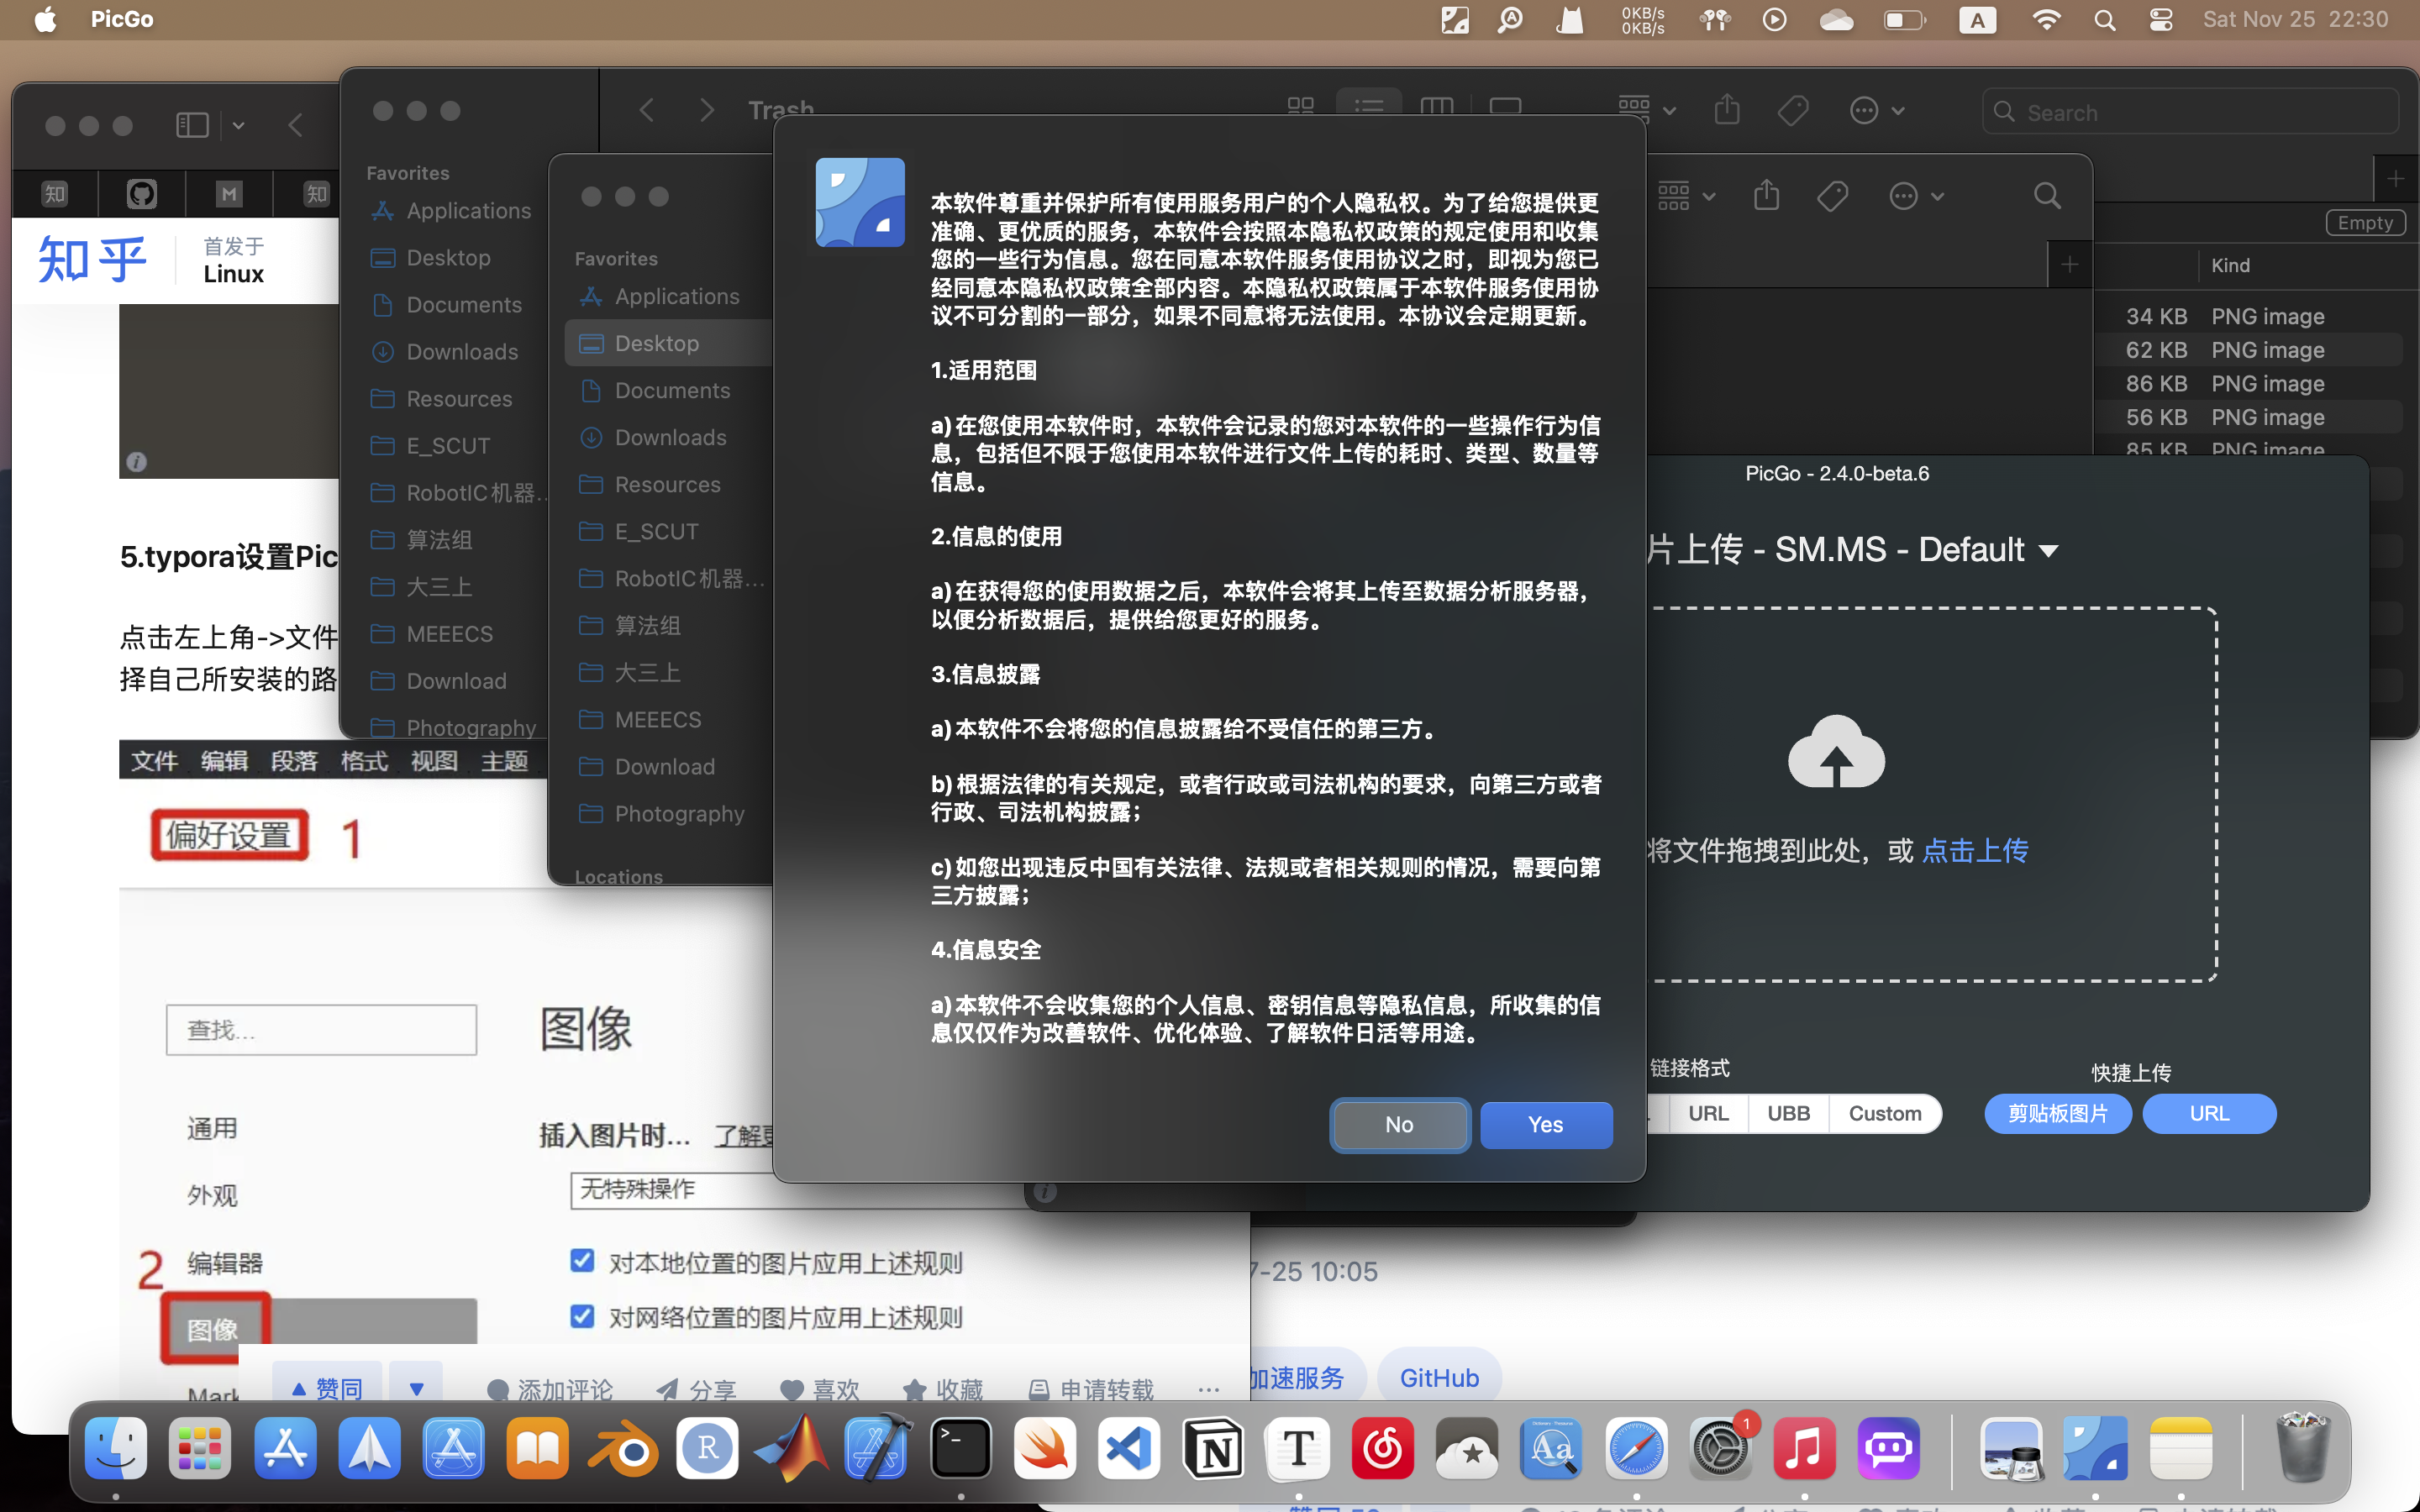 PicGo
0KB/s
0KB/s
A
Sat Nov 25 22:30
Trash
Search
Favorites
Applications
Desktop
Documents
Downloads
Resources
E_SCUT
RobotIC机器...
算法组
大三上
MEEECS
Download
Photography
Favorites
Applications
Desktop
Documents
Downloads
Resources
E_SCUT
RobotIC机器...
算法组
大三上
MEEECS
Download
Photography
Locations
Empty
Kind
34 KB PNG image
62 KB PNG image
86 KB PNG image
56 KB PNG image
85 KB PNG image
知
M
知
知乎
首发于
Linux
5.typora设置Pic
点击左上角->文件
择自己所安装的路
文件 编辑 段落 格式 视图 主题
偏好设置 1
查找...
图像
通用
插入图片时... 了解
无特殊操作
外观
2
编辑器
对本地位置的图片应用上述规则
对网络位置的图片应用上述规则
图像
Mark
赞同
添加评论
分享
喜欢
收藏
申请转载
本软件尊重并保护所有使用服务用户的个人隐私权。为了给您提供更
准确、更优质的服务，本软件会按照本隐私权政策的规定使用和收集
您的一些行为信息。您在同意本软件服务使用协议之时，即视为您已
经同意本隐私权政策全部内容。本隐私权政策属于本软件服务使用协
议不可分割的一部分，如果不同意将无法使用。本协议会定期更新。
1.适用范围
a)在您使用本软件时，本软件会记录的您对本软件的一些操作行为信
息，包括但不限于您使用本软件进行文件上传的耗时、类型、数量等
信息。
2.信息的使用
a)在获得您的使用数据之后，本软件会将其上传至数据分析服务器，
以便分析数据后，提供给您更好的服务。
3.信息披露
a)本软件不会将您的信息披露给不受信任的第三方。
b)根据法律的有关规定，或者行政或司法机构的要求，向第三方或者
行政、司法机构披露；
c)如您出现违反中国有关法律、法规或者相关规则的情况，需要向第
三方披露；
4.信息安全
a)本软件不会收集您的个人信息、密钥信息等隐私信息，所收集的信
息仅仅作为改善软件、优化体验、了解软件日活等用途。
No
Yes
PicGo - 2.4.0-beta.6
片上传 - SM.MS - Default
将文件拖拽到此处，或 点击上传
链接格式
快捷上传
URL
UBB
Custom
剪贴板图片
URL
7-25 10:05
加速服务
GitHub
R
N
T
Aa
1